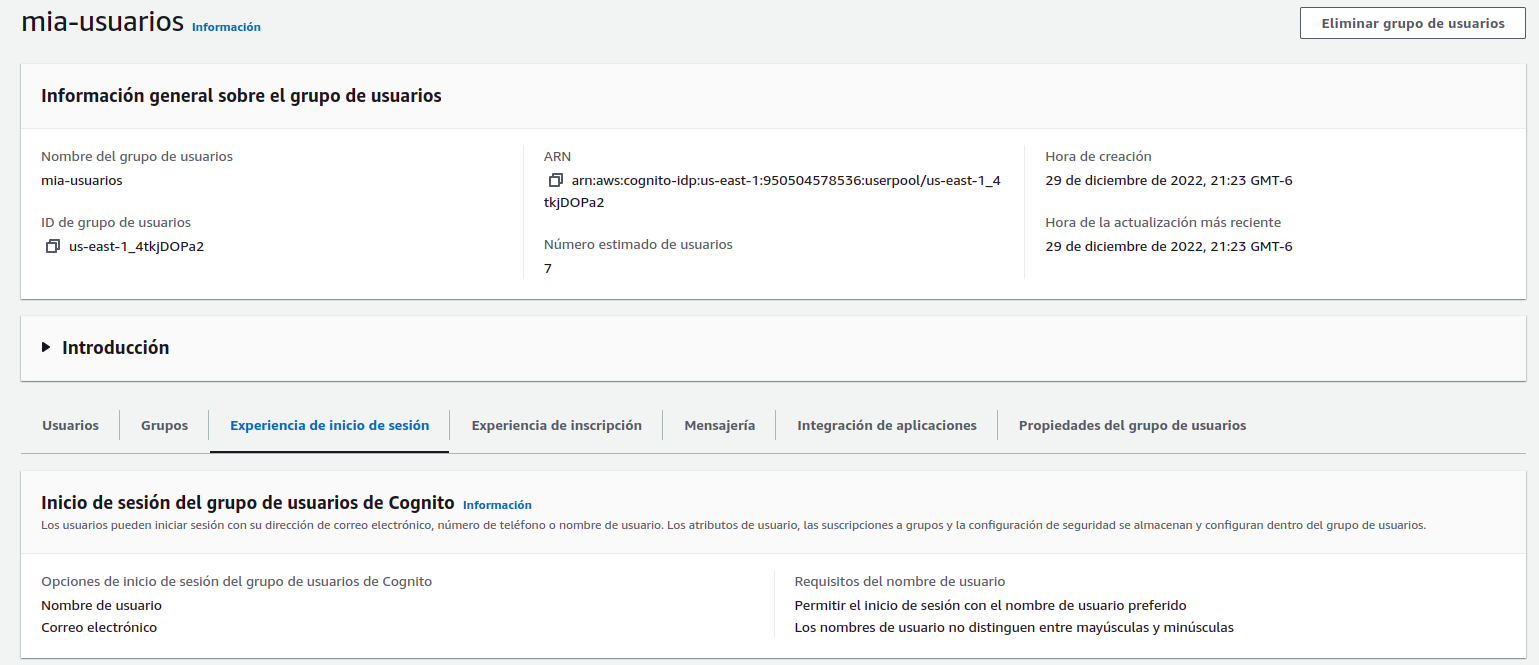 mia-usuarios Información
Eliminar grupo de usuarios
Información general sobre el grupo de usuarios
Nombre del grupo de usuarios
mia-usuarios
ID de grupo de usuarios
us-east-1_4tkjDOPa2
ARN
arn:aws:cognito-idp:us-east-1:950504578536:userpool/us-east-1_4
tkjDOPa2
Número estimado de usuarios
7
Hora de creación
29 de diciembre de 2022, 21:23 GMT-6
Hora de la actualización más reciente
29 de diciembre de 2022, 21:23 GMT-6
Introducción
Usuarios
Grupos
Experiencia de inicio de sesión
Experiencia de inscripción
Mensajería
Integración de aplicaciones
Propiedades del grupo de usuarios
Inicio de sesión del grupo de usuarios de Cognito Información
Los usuarios pueden iniciar sesión con su dirección de correo electrónico, número de teléfono o nombre de usuario. Los atributos de usuario, las suscripciones a grupos y la configuración de seguridad se almacenan y configuran dentro del grupo de usuarios.
Opciones de inicio de sesión del grupo de usuarios de Cognito
Nombre de usuario
Correo electrónico
Requisitos del nombre de usuario
Permitir el inicio de sesión con el nombre de usuario preferido
Los nombres de usuario no distinguen entre mayúsculas y minúsculas